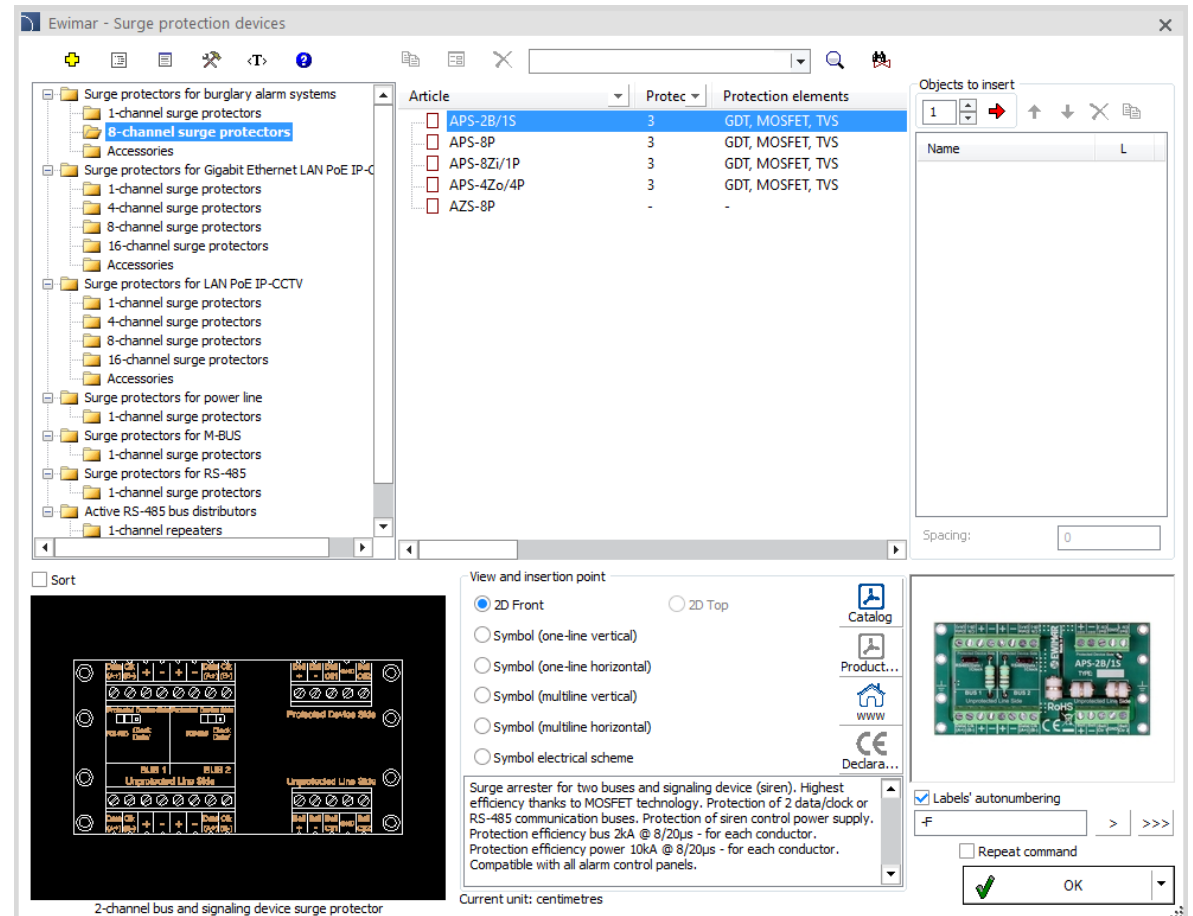 Ewimar - Surge protection devices
<T>
Surge protectors for burglary alarm systems
1-channel surge protectors
8-channel surge protectors
Accessories
Surge protectors for Gigabit Ethernet LAN PoE IP-C
1-channel surge protectors
4-channel surge protectors
8-channel surge protectors
16-channel surge protectors
Accessories
Surge protectors for LAN PoE IP-CCTV
1-channel surge protectors
4-channel surge protectors
8-channel surge protectors
16-channel surge protectors
Accessories
Surge protectors for power line
1-channel surge protectors
Surge protectors for M-BUS
1-channel surge protectors
Surge protectors for RS-485
1-channel surge protectors
Active RS-485 bus distributors
1-channel repeaters
Article Protec Protection elements
APS-2B/1S 3 GDT, MOSFET, TVS
APS-8P 3 GDT, MOSFET, TVS
APS-8Zi/1P 3 GDT, MOSFET, TVS
APS-4Zo/4P 3 GDT, MOSFET, TVS
AZS-8P - -
Objects to insert
1
Name L
Spacing: 0
Sort
Protected Device Side
BUS 1 BUS 2
Unprotected Line Side Unprotected Line Side
2-channel bus and signaling device surge protector
View and insertion point
2D Front 2D Top
Symbol (one-line vertical)
Symbol (one-line horizontal)
Symbol (multiline vertical)
Symbol (multiline horizontal)
Symbol electrical scheme
Catalog
Product...
www
CE
Declara...
Surge arrester for two buses and signaling device (siren). Highest
efficiency thanks to MOSFET technology. Protection of 2 data/clock or
RS-485 communication buses. Protection of siren control power supply.
Protection efficiency bus 2kA @ 8/20µs - for each conductor.
Protection efficiency power 10kA @ 8/20µs - for each conductor.
Compatible with all alarm control panels.
Current unit: centimetres
EWIMAR
APS-2B/1S
TYPE:
BUS 1 BUS 2
Unprotected Line Side
RoHS
CE
Labels' autonumbering
-F > >>>
Repeat command
OK